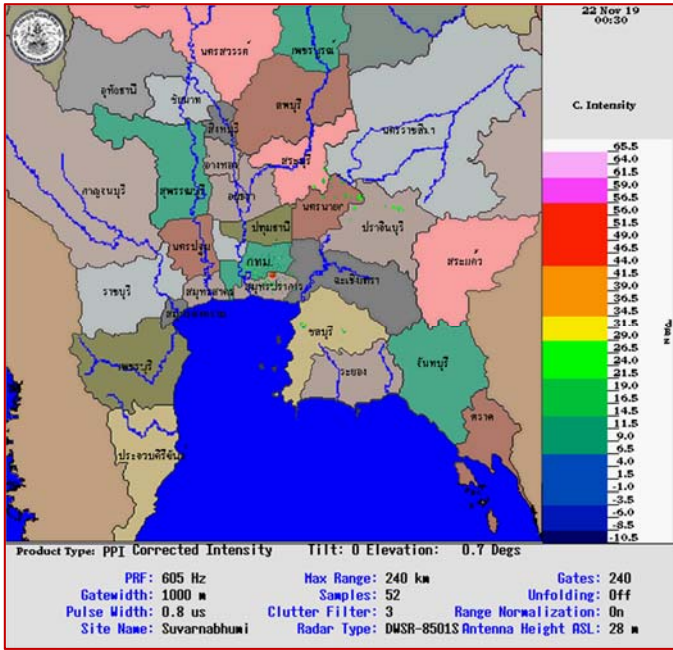 22 Nov 19
00:30
C. Intensity
65.5
64.0
61.5
59.0
56.5
56.0
51.5
49.0
46.5
44.0
41.5
39.0
36.5
34.0
31.5
29.0
26.5
24.0
21.5
19.0
16.5
14.0
11.5
9.0
6.5
4.0
1.5
-1.0
-3.5
-6.0
-8.5
-10.5
นครสวรรค์
เพชรบูรณ์
อุทัยธานี
ชัยนาท
ลพบุรี
นครราชสีมา
สิงห์บุรี
อ่างทอง
สระบุรี
กาญจนบุรี
สุพรรณบุรี
อยุธยา
นครนายก
ปราจีนบุรี
ปทุมธานี
นครปฐม
กทม.
สระแก้ว
ราชบุรี
สมุทรสาคร
สมุทรปราการ
ฉะเชิงเทรา
ชลบุรี
เพชรบุรี
ระยอง
จันทบุรี
ตราด
ประจวบคีรีขันธ์
Product Type: PPI Corrected Intensity Tilt: 0 Elevation: 0.7 Degs
PRF: 605 Hz Max Range: 240 km Gates: 240
Gatewidth: 1000 m Samples: 52 Unfolding: Off
Pulse Width: 0.8 us Clutter Filter: 3 Range Normalization: On
Site Name: Suvarnabhumi Radar Type: DWSR-8501S Antenna Height ASL: 28 m